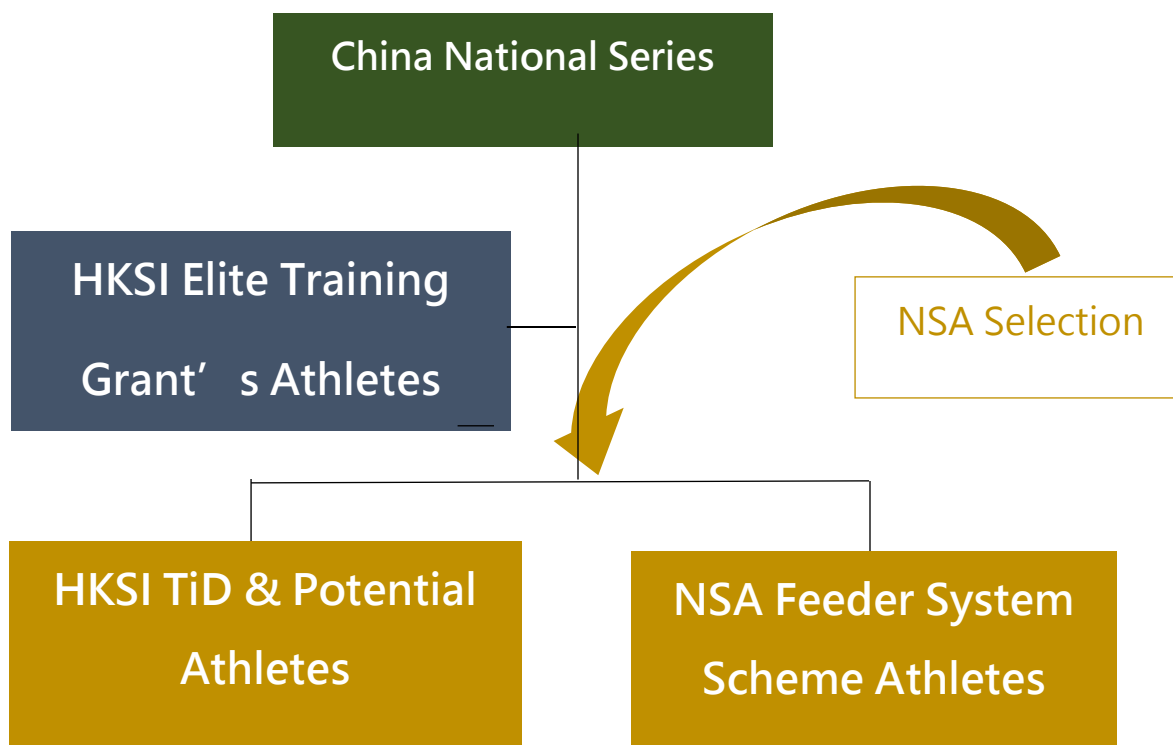 China National Series
HKSI Elite Training
Grant’s Athletes
NSA Selection
HKSI TiD & Potential
Athletes
NSA Feeder System
Scheme Athletes